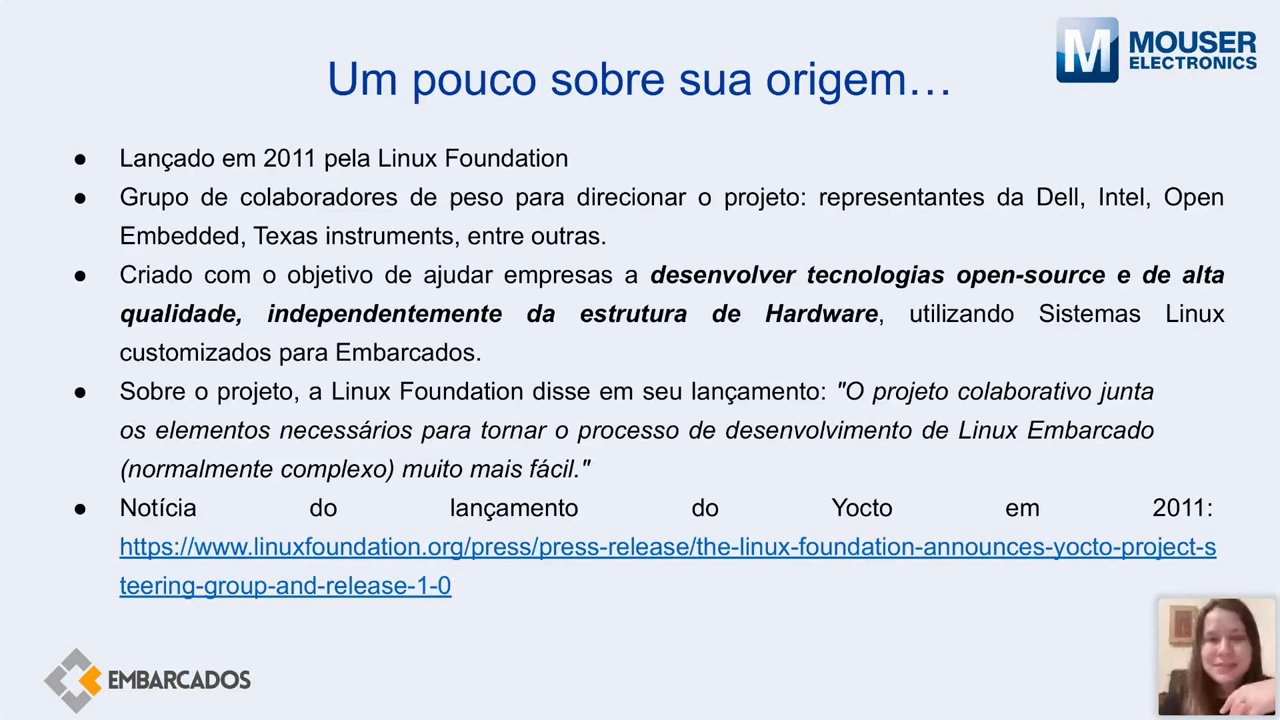 MOUSER
ELECTRONICS
Um pouco sobre sua origem…
● Lançado em 2011 pela Linux Foundation
● Grupo de colaboradores de peso para direcionar o projeto: representantes da Dell, Intel, Open
Embedded, Texas instruments, entre outras.
● Criado com o objetivo de ajudar empresas a desenvolver tecnologias open-source e de alta
qualidade, independentemente da estrutura de Hardware, utilizando Sistemas Linux
customizados para Embarcados.
● Sobre o projeto, a Linux Foundation disse em seu lançamento: "O projeto colaborativo junta
os elementos necessários para tornar o processo de desenvolvimento de Linux Embarcado
(normalmente complexo) muito mais fácil."
● Notícia do lançamento do Yocto em 2011:
https://www.linuxfoundation.org/press/press-release/the-linux-foundation-announces-yocto-project-s
teering-group-and-release-1-0
EMBARCADOS